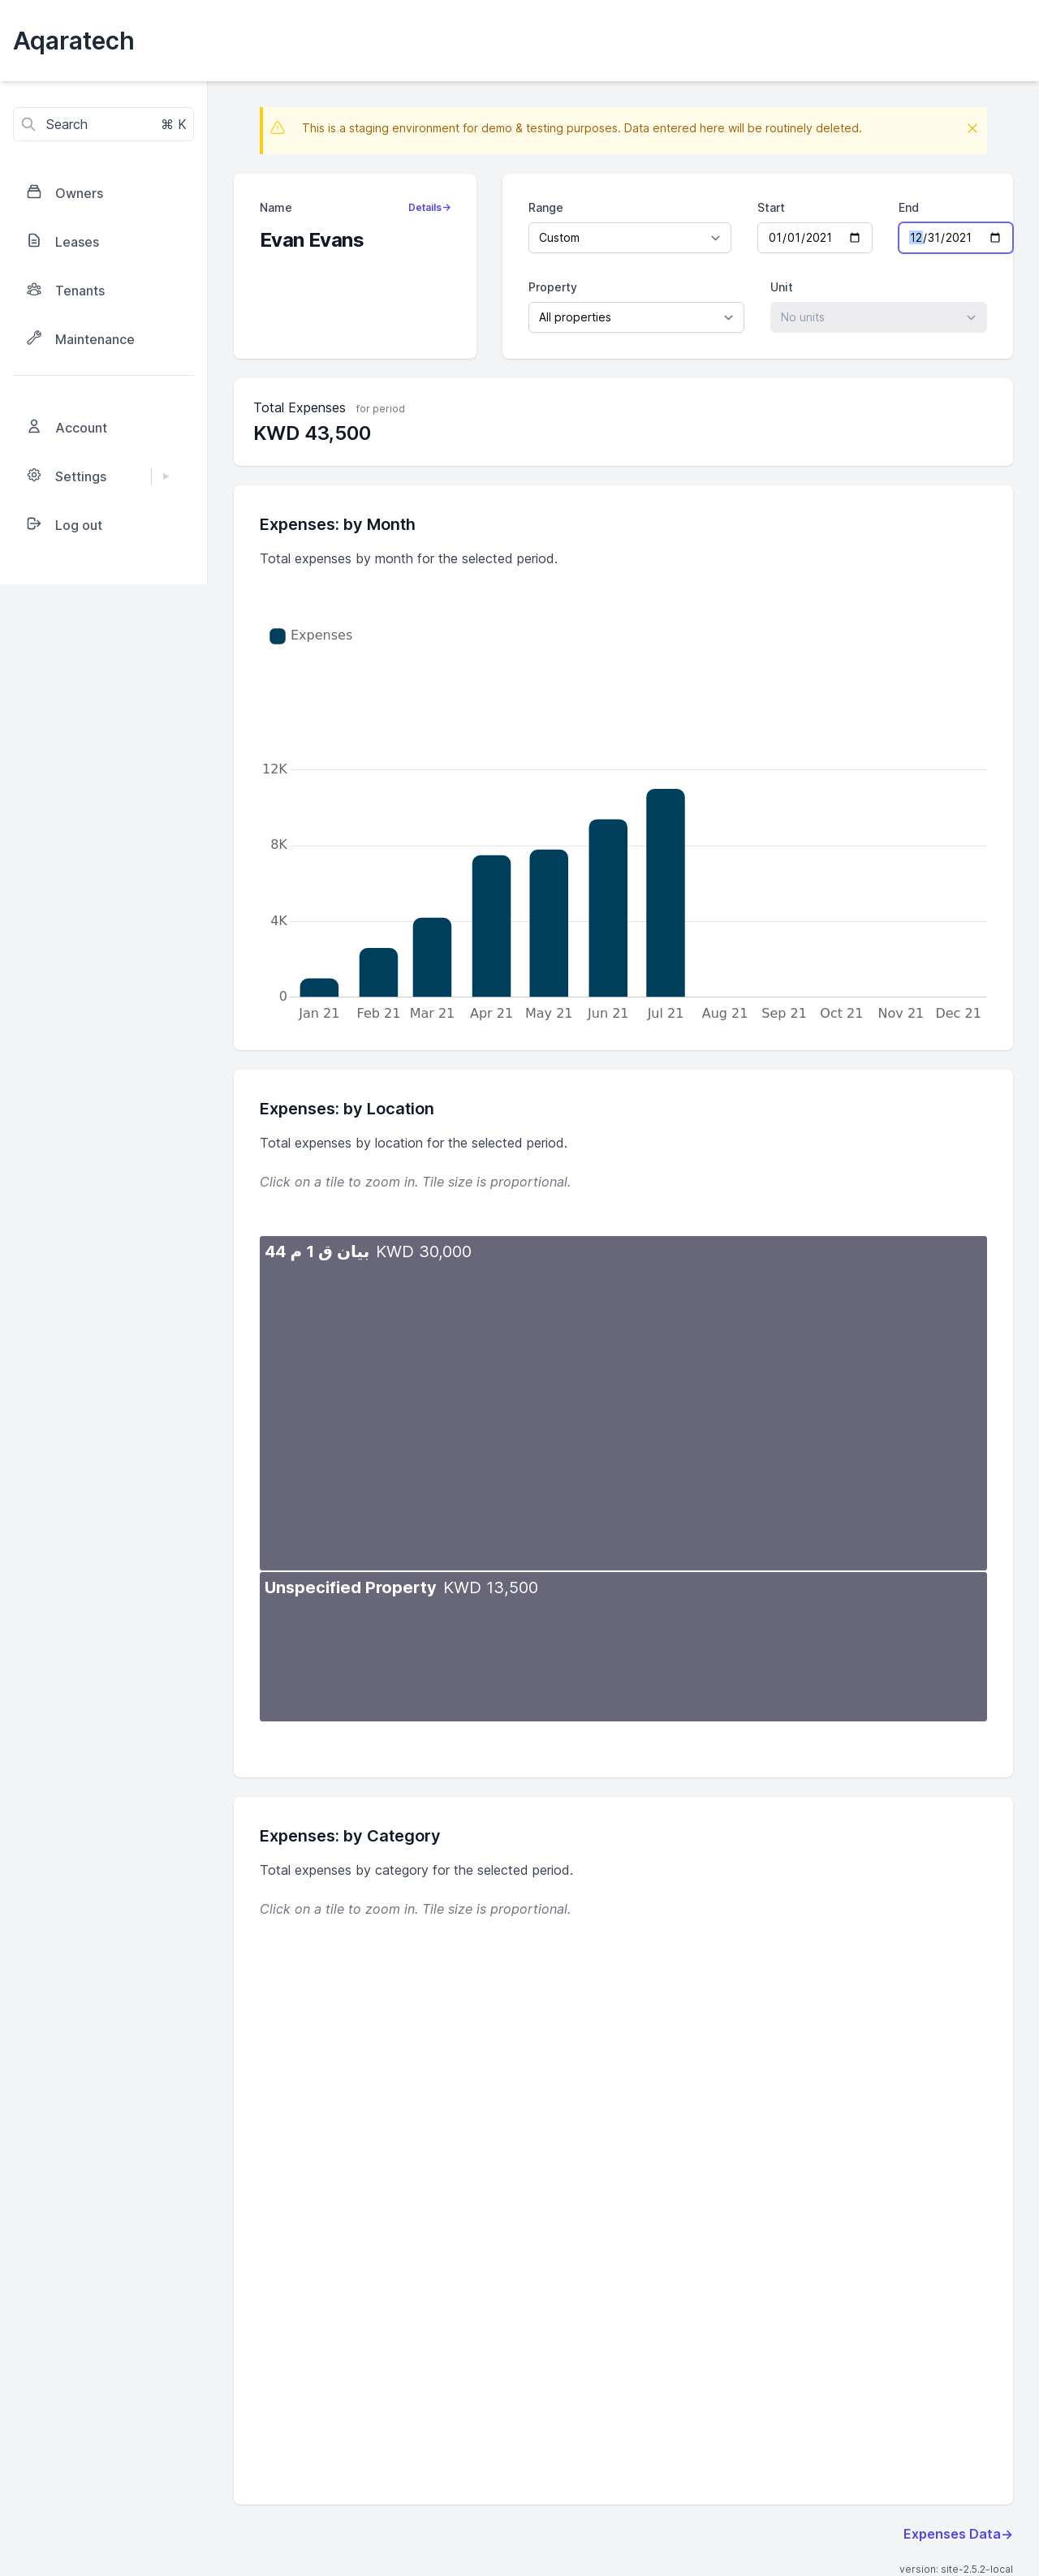 Aqaratech
Search ⌘ K
Owners
Leases
Tenants
Maintenance
Account
Settings
Log out
This is a staging environment for demo & testing purposes. Data entered here will be routinely deleted.
Name Details→
Evan Evans
Range Start End
Custom 01/01/2021 12/31/2021
Property Unit
All properties No units
Total Expenses for period
KWD 43,500
Expenses: by Month
Total expenses by month for the selected period.
Expenses
12K
8K
4K
0
Jan 21 Feb 21 Mar 21 Apr 21 May 21 Jun 21 Jul 21 Aug 21 Sep 21 Oct 21 Nov 21 Dec 21
Expenses: by Location
Total expenses by location for the selected period.
Click on a tile to zoom in. Tile size is proportional.
بيان ق 1 م 44 KWD 30,000
Unspecified Property KWD 13,500
Expenses: by Category
Total expenses by category for the selected period.
Click on a tile to zoom in. Tile size is proportional.
Expenses Data→
version: site-2.5.2-local